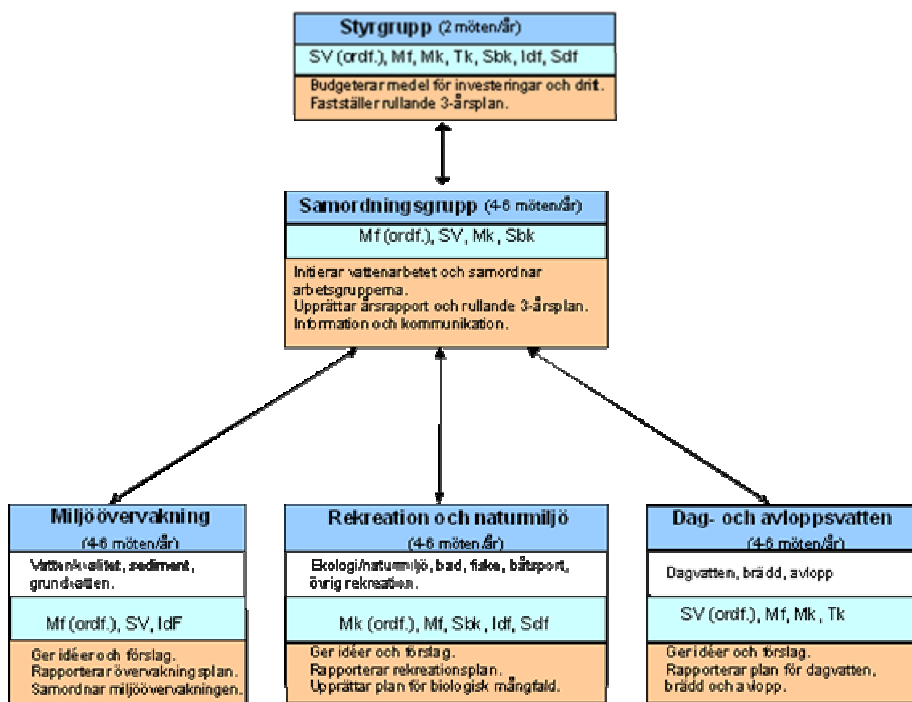 Styrgrupp (2 möten/år)
SV (ordf.), Mf, Mk, Tk, Sbk, Idf, Sdf
Budgeterar medel för investeringar och drit.
Fastställer rullande 3-årsplan.
Samordningsgrupp (4-6 möten/år)
Mf (ordf.), SV, Mk, Sbk
Initierar vattenarbetet och samordnar
arbetsgrupperna.
Upprättar årsrapport och rullande 3-årsplan.
Information och kommunikation.
Miljöövervakning
(4-6 möten/år)
Vattenkvalitet, sediment,
grundvatten.
Mf (ordf.), SV, IdF
Ger idéer och förslag.
Rapporterar övervakningsplan.
Samordnar miljöövervakningen.
Rekreation och naturmiljö
(4-6 möten/år)
Ekologi/naturmiljö, bad, fiske, båtsport,
övrig rekreation.
Mk (ordf.), Mf, Sbk, Idf, Sdf
Ger idéer och förslag.
Rapporterar rekreationsplan.
Upprättar plan för biologisk mångfald.
Dag- och avloppsvatten
(4-6 möten/år)
Dagvatten, brädd, avlopp
SV (ordf.), Mf, Mk, Tk
Ger idéer och förslag.
Rapporterar plan för dagvatten,
brädd och avlopp.